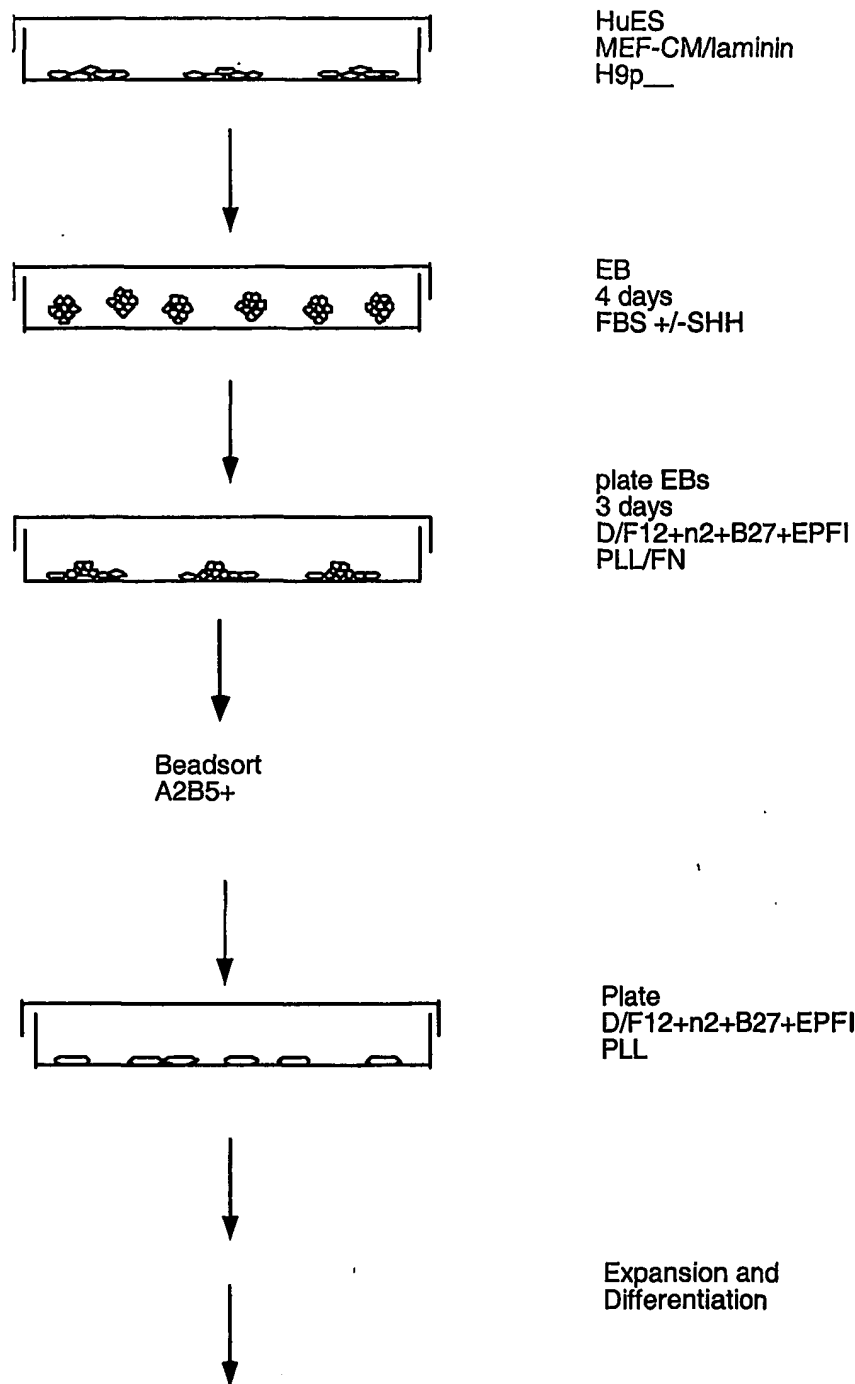 HuES
MEF-CM/laminin
H9p__
EB
4 days
FBS +/-SHH
plate EBs
3 days
D/F12+n2+B27+EPFI
PLL/FN
Beadsort
A2B5+
Plate
D/F12+n2+B27+EPFI
PLL
Expansion and
Differentiation